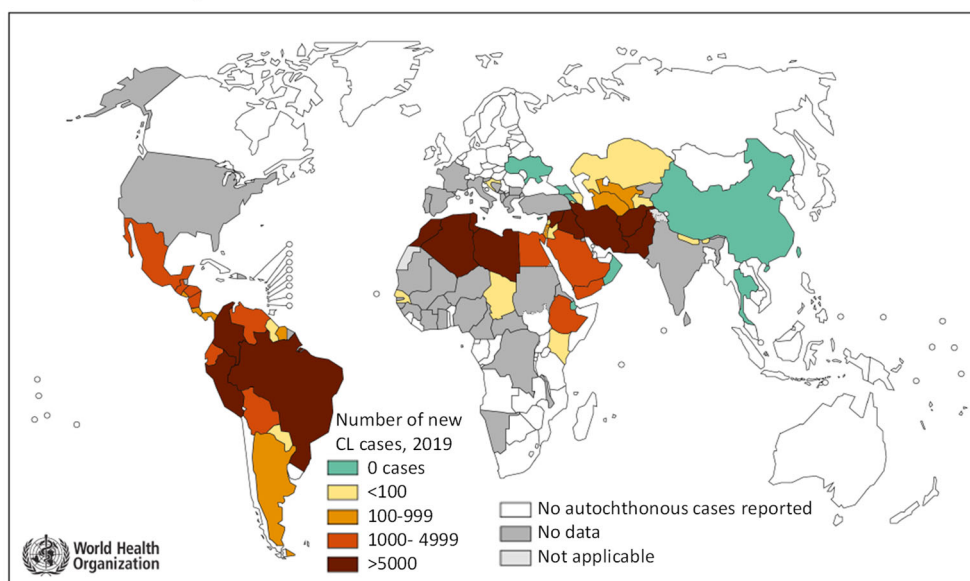 Number of new
CL cases, 2019
0 cases
<100
100-999
1000- 4999
>5000
No autochthonous cases reported
No data
Not applicable
World Health
Organization